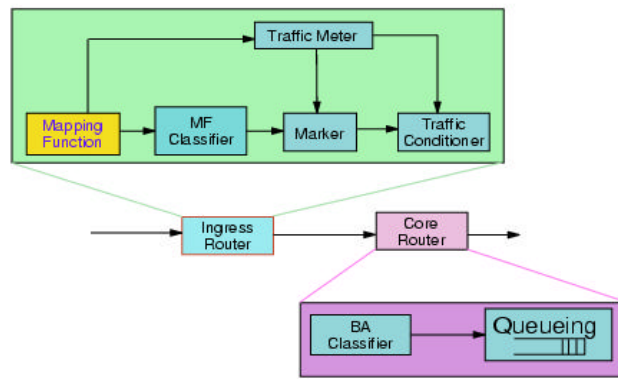 Traffic Meter
Mapping
Function
MF
Classifier
Marker
Traffic
Conditioner
Ingress
Router
Core
Router
BA
Classifier
Queueing